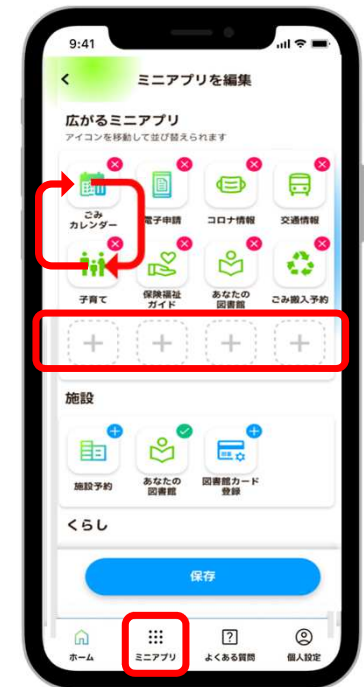 9:41
ミニアプリを編集
広がるミニアプリ
アイコンを移動して並び替えられます
ごみ
カレンダー
電子申請
コロナ情報
交通情報
子育て
保険福祉
ガイド
あなたの
図書館
ごみ搬入予約
施設
施設予約
あなたの
図書館
図書館カード
登録
くらし
保存
ホーム
ミニアプリ
よくある質問
個人設定